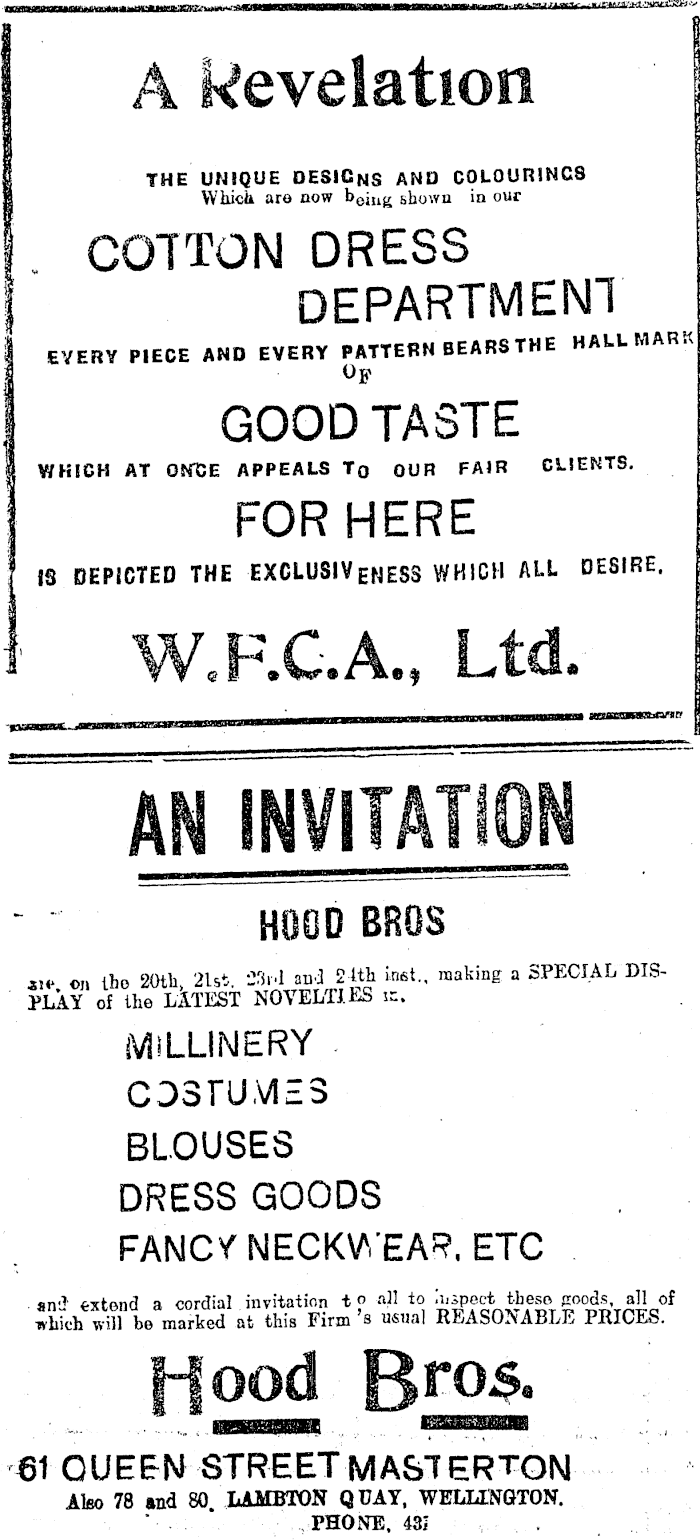 A Revelation
THE UNIQUE DESIGNS AND COLOURINGS
Which are now being shown in our
COTTON DRESS
DEPARTMENT
EVERY PIECE AND EVERY PATTERN BEARS THE HALL MARK
OF
GOOD TASTE
WHICH AT ONCE APPEALS TO OUR FAIR CLIENTS.
FOR HERE
IS DEPICTED THE EXCLUSIVENESS WHICH ALL DESIRE.
W.F.C.A., Ltd.
AN INVITATION
HOOD BROS
are, on the 20th, 21st, 23rd and 24th inst., making a SPECIAL DIS-
PLAY of the LATEST NOVELTIES
MILLINERY
COSTUMES
BLOUSES
DRESS GOODS
FANCY NECKWEAR, ETC
and extend a cordial invitation to all to inspect these goods, all of
which will be marked at this Firm's usual REASONABLE PRICES.
Hood Bros.
61 QUEEN STREET MASTERTON
Also 78 and 80, LAMBTON QUAY, WELLINGTON.
PHONE,